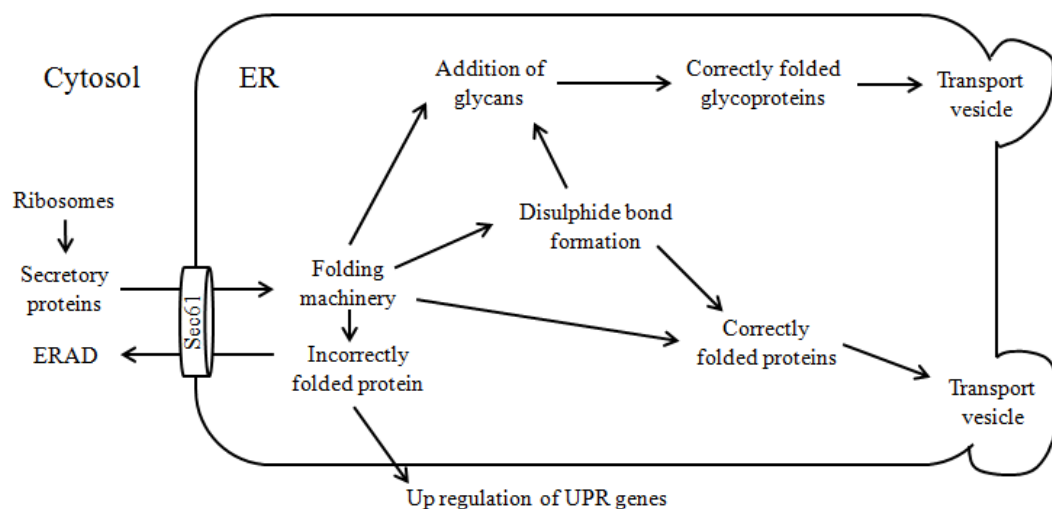 Cytosol
ER
Addition of
glycans
Correctly folded
glycoproteins
Transport
vesicle
Ribosomes
Disulphide bond
formation
Secretory
proteins
Sec61
Folding
machinery
ERAD
Incorrectly
folded protein
Correctly
folded proteins
Transport
vesicle
Up regulation of UPR genes